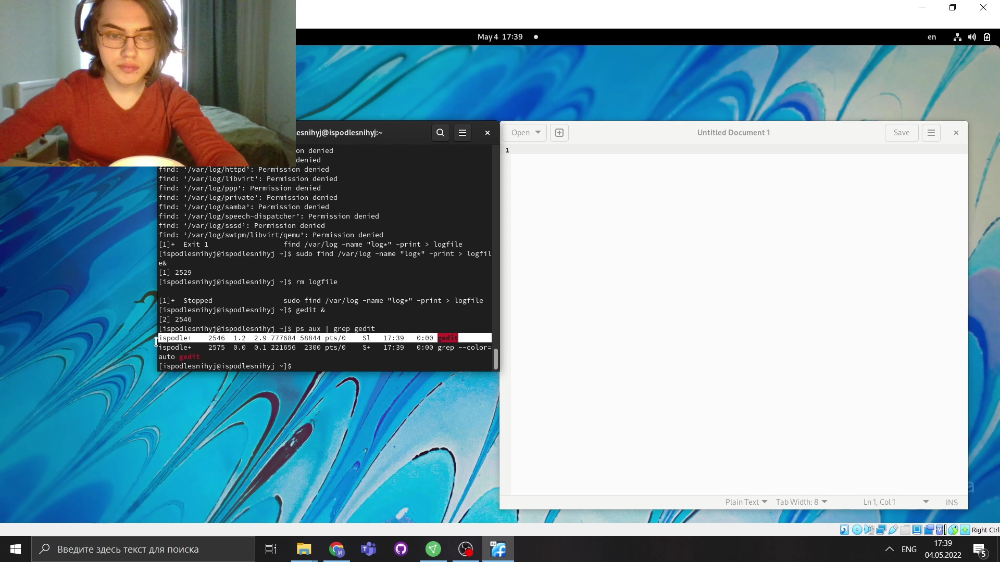 May 4 17:39
en
lesnihyj@ispodlesnihyj:~
Open
Untitled Document 1
Save
on denied
denied
find: ‘/var/log/httpd’: Permission denied
find: ‘/var/log/libvirt’: Permission denied
find: ‘/var/log/ppp’: Permission denied
find: ‘/var/log/private’: Permission denied
find: ‘/var/log/samba’: Permission denied
find: ‘/var/log/speech-dispatcher’: Permission denied
find: ‘/var/log/sssd’: Permission denied
find: ‘/var/log/swtpm/libvirt/qemu’: Permission denied
[1]+  Exit 1                  find /var/log -name "log*" -print > logfile
[ispodlesnihyj@ispodlesnihyj ~]$ sudo find /var/log -name "log*" -print > logfil
e&
[1] 2529
[ispodlesnihyj@ispodlesnihyj ~]$ rm logfile
[1]+  Stopped                 sudo find /var/log -name "log*" -print > logfile
[ispodlesnihyj@ispodlesnihyj ~]$ gedit &
[2] 2546
[ispodlesnihyj@ispodlesnihyj ~]$ ps aux | grep gedit
ispodle+    2546  1.2  2.9 777684 58844 pts/0    Sl   17:39   0:00 gedit
ispodle+    2575  0.0  0.1 221656  2300 pts/0    S+   17:39   0:00 grep --color=
auto gedit
[ispodlesnihyj@ispodlesnihyj ~]$
1
Plain Text
Tab Width: 8
Ln 1, Col 1
INS
Right Ctrl
Введите здесь текст для поиска
64
ENG
17:39
04.05.2022
5